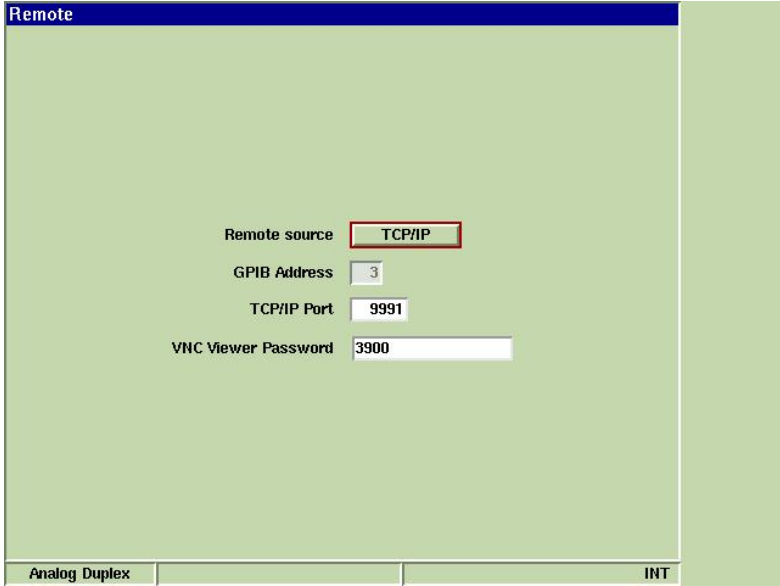 Remote
Remote source TCP/IP
GPIB Address 3
TCP/IP Port 9991
VNC Viewer Password 3900
Analog Duplex INT